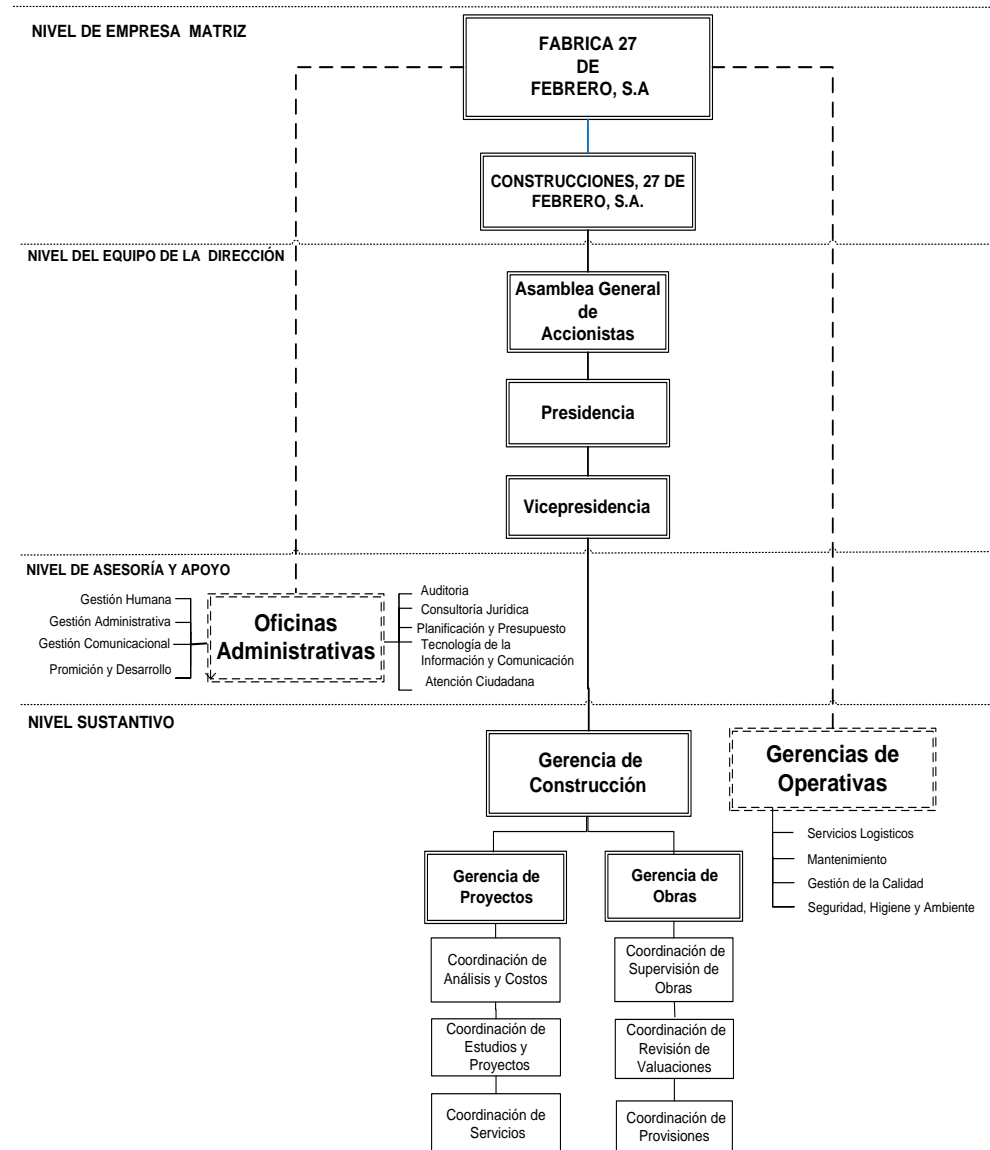 NIVEL DE EMPRESA MATRIZ
FABRICA 27
DE
FEBRERO, S.A
CONSTRUCCIONES, 27 DE
FEBRERO, S.A.
NIVEL DEL EQUIPO DE LA DIRECCIÓN
Asamblea General
de
Accionistas
Presidencia
Vicepresidencia
NIVEL DE ASESORÍA Y APOYO
Gestión Humana
Gestión Administrativa
Gestión Comunicacional
Promición y Desarrollo
Oficinas
Administrativas
Auditoria
Consultoría Jurídica
Planificación y Presupuesto
Tecnología de la
Información y Comunicación
Atención Ciudadana
NIVEL SUSTANTIVO
Gerencia de
Construcción
Gerencias de
Operativas
Servicios Logisticos
Mantenimiento
Gestión de la Calidad
Seguridad, Higiene y Ambiente
Gerencia de
Proyectos
Gerencia de
Obras
Coordinación de
Análisis y Costos
Coordinación de
Supervisión de
Obras
Coordinación de
Estudios y
Proyectos
Coordinación de
Revisión de
Valuaciones
Coordinación de
Servicios
Coordinación de
Provisiones